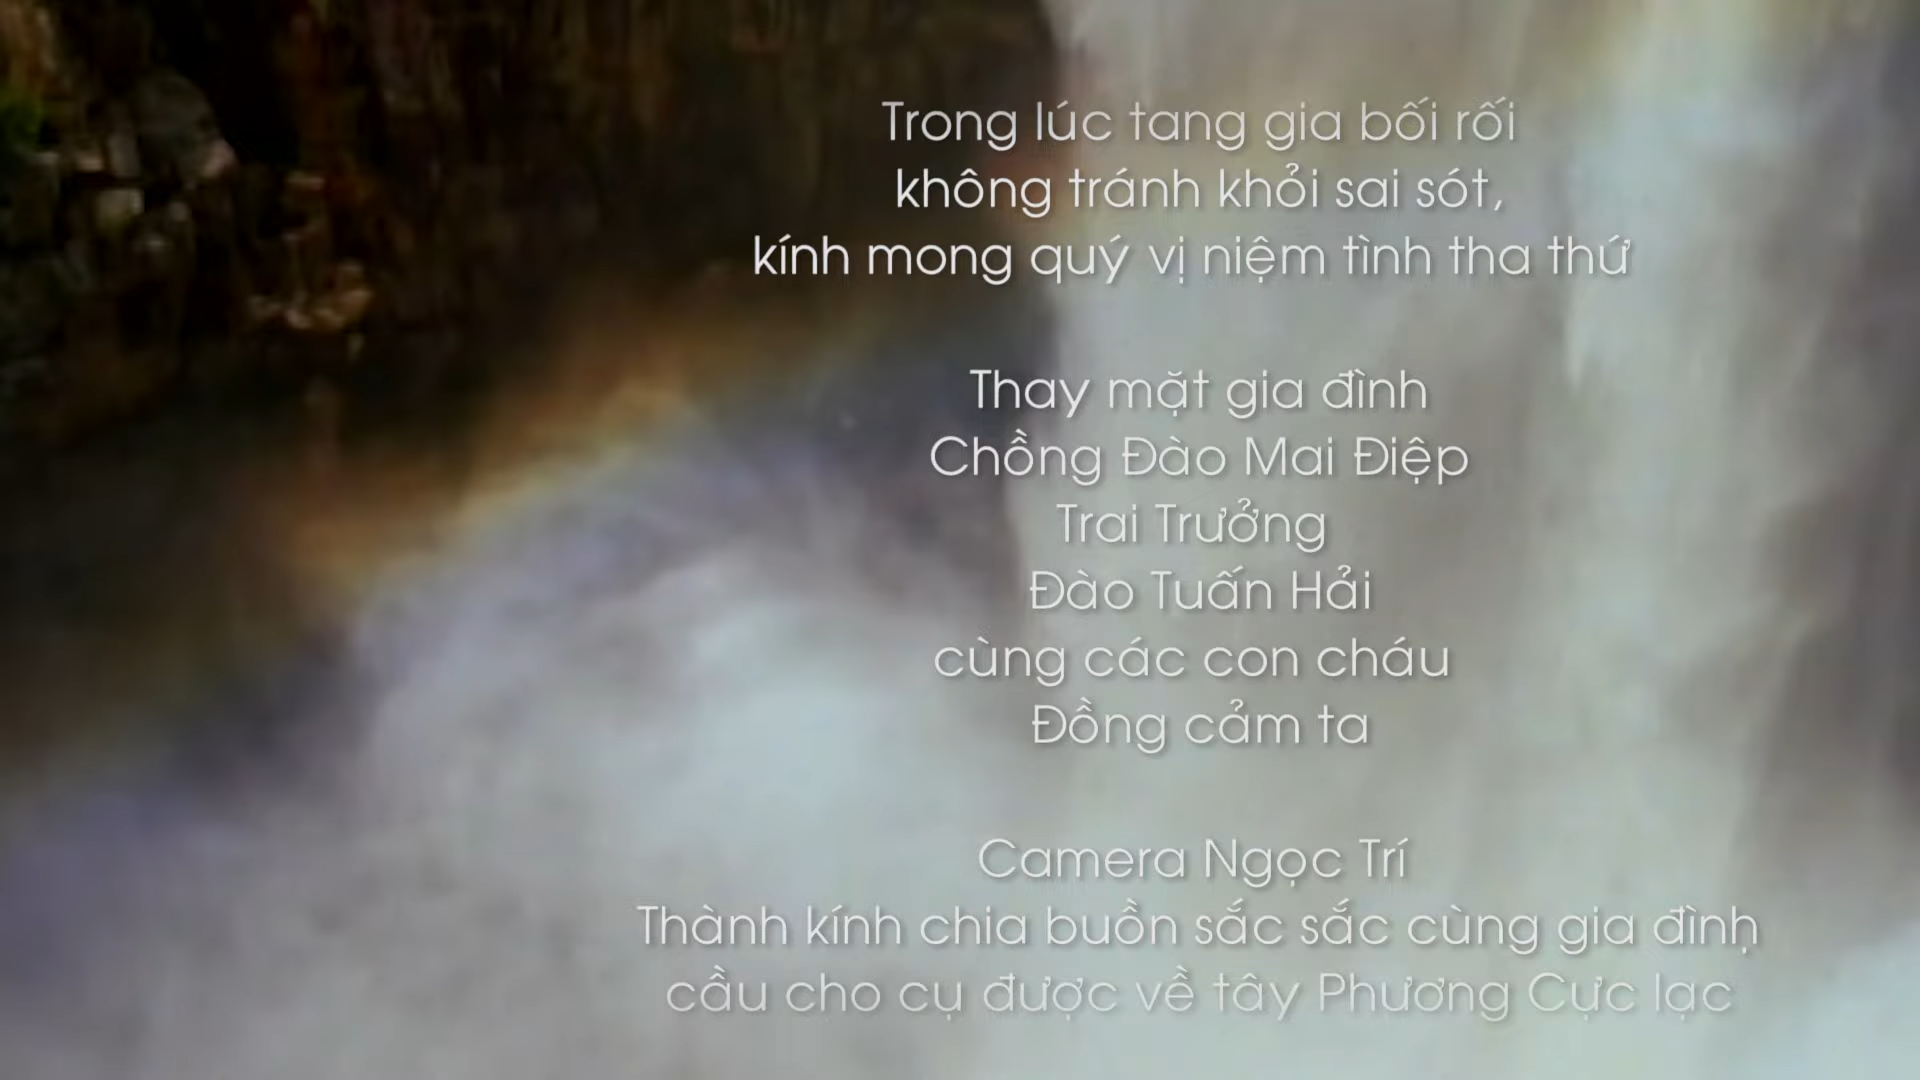 Trong lúc tang gia bối rối
không tránh khỏi sai sót,
kính mong quý vị niệm tình tha thứ
Thay mặt gia đình
Chồng Đào Mai Điệp
Trai Trưởng
Đào Tuấn Hải
cùng các con cháu
Đồng cảm ta
Camera Ngọc Trí
Thành kính chia buồn sắc sắc cùng gia đìnḥ
cầu cho cụ được về tây Phương Cực lạc